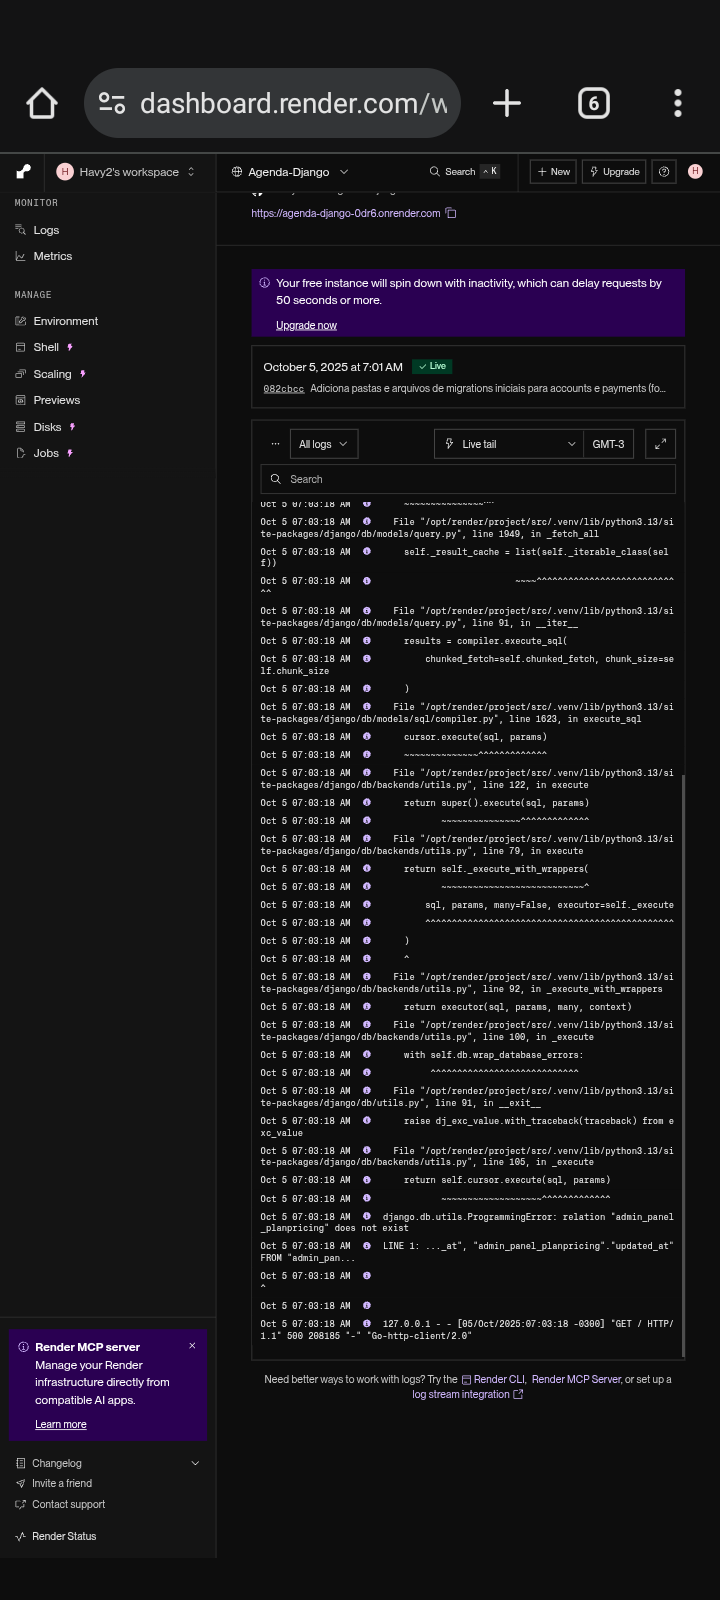 6
dashboard.render.com/w
H Havy2's workspace
Agenda-Django
Search ^ K
+ New
Upgrade
H
MONITOR
Logs
Metrics
MANAGE
Environment
Shell
Scaling
Previews
Disks
Jobs
https://agenda-django-0dr6.onrender.com
Your free instance will spin down with inactivity, which can delay requests by
50 seconds or more.
Upgrade now
October 5, 2025 at 7:01 AM ✓ Live
082cbcc Adiciona pastas e arquivos de migrations iniciais para accounts e payments (fo...
... All logs
Live tail
GMT-3
Search
Oct 5 07:03:18 AM ~~~~~~~~~~~~~~~^^
Oct 5 07:03:18 AM File "/opt/render/project/src/.venv/lib/python3.13/si
te-packages/django/db/models/query.py", line 1949, in _fetch_all
Oct 5 07:03:18 AM self._result_cache = list(self._iterable_class(sel
f))
Oct 5 07:03:18 AM ~~~~^^^^^^^^^^^^^^^^^^^^^^^^^^
^^
Oct 5 07:03:18 AM File "/opt/render/project/src/.venv/lib/python3.13/si
te-packages/django/db/models/query.py", line 91, in __iter__
Oct 5 07:03:18 AM results = compiler.execute_sql(
Oct 5 07:03:18 AM chunked_fetch=self.chunked_fetch, chunk_size=se
lf.chunk_size
Oct 5 07:03:18 AM )
Oct 5 07:03:18 AM File "/opt/render/project/src/.venv/lib/python3.13/si
te-packages/django/db/models/sql/compiler.py", line 1623, in execute_sql
Oct 5 07:03:18 AM cursor.execute(sql, params)
Oct 5 07:03:18 AM ~~~~~~~~~~~~~~^^^^^^^^^^^^^
Oct 5 07:03:18 AM File "/opt/render/project/src/.venv/lib/python3.13/si
te-packages/django/db/backends/utils.py", line 122, in execute
Oct 5 07:03:18 AM return super().execute(sql, params)
Oct 5 07:03:18 AM ~~~~~~~~~~~~~~~^^^^^^^^^^^^^
Oct 5 07:03:18 AM File "/opt/render/project/src/.venv/lib/python3.13/si
te-packages/django/db/backends/utils.py", line 79, in execute
Oct 5 07:03:18 AM return self._execute_with_wrappers(
Oct 5 07:03:18 AM ~~~~~~~~~~~~~~~~~~~~~~~~~~~^
Oct 5 07:03:18 AM sql, params, many=False, executor=self._execute
Oct 5 07:03:18 AM ^^^^^^^^^^^^^^^^^^^^^^^^^^^^^^^^^^^^^^^^^^^^^^^
Oct 5 07:03:18 AM )
Oct 5 07:03:18 AM ^
Oct 5 07:03:18 AM File "/opt/render/project/src/.venv/lib/python3.13/si
te-packages/django/db/backends/utils.py", line 92, in _execute_with_wrappers
Oct 5 07:03:18 AM return executor(sql, params, many, context)
Oct 5 07:03:18 AM File "/opt/render/project/src/.venv/lib/python3.13/si
te-packages/django/db/backends/utils.py", line 100, in _execute
Oct 5 07:03:18 AM with self.db.wrap_database_errors:
Oct 5 07:03:18 AM ^^^^^^^^^^^^^^^^^^^^^^^^^^^^
Oct 5 07:03:18 AM File "/opt/render/project/src/.venv/lib/python3.13/si
te-packages/django/db/utils.py", line 91, in __exit__
Oct 5 07:03:18 AM raise dj_exc_value.with_traceback(traceback) from e
xc_value
Oct 5 07:03:18 AM File "/opt/render/project/src/.venv/lib/python3.13/si
te-packages/django/db/backends/utils.py", line 105, in _execute
Oct 5 07:03:18 AM return self.cursor.execute(sql, params)
Oct 5 07:03:18 AM ~~~~~~~~~~~~~~~~~~~^^^^^^^^^^^^^
Oct 5 07:03:18 AM django.db.utils.ProgrammingError: relation "admin_panel
_planpricing" does not exist
Oct 5 07:03:18 AM LINE 1: ..._at", "admin_panel_planpricing"."updated_at"
FROM "admin_pan...
Oct 5 07:03:18 AM
^
Oct 5 07:03:18 AM
Oct 5 07:03:18 AM 127.0.0.1 - - [05/Oct/2025:07:03:18 -0300] "GET / HTTP/
1.1" 500 208185 "-" "Go-http-client/2.0"
Need better ways to work with logs? Try the Render CLI, Render MCP Server, or set up a
log stream integration
Render MCP server ×
Manage your Render
infrastructure directly from
compatible AI apps.
Learn more
Changelog
Invite a friend
Contact support
Render Status